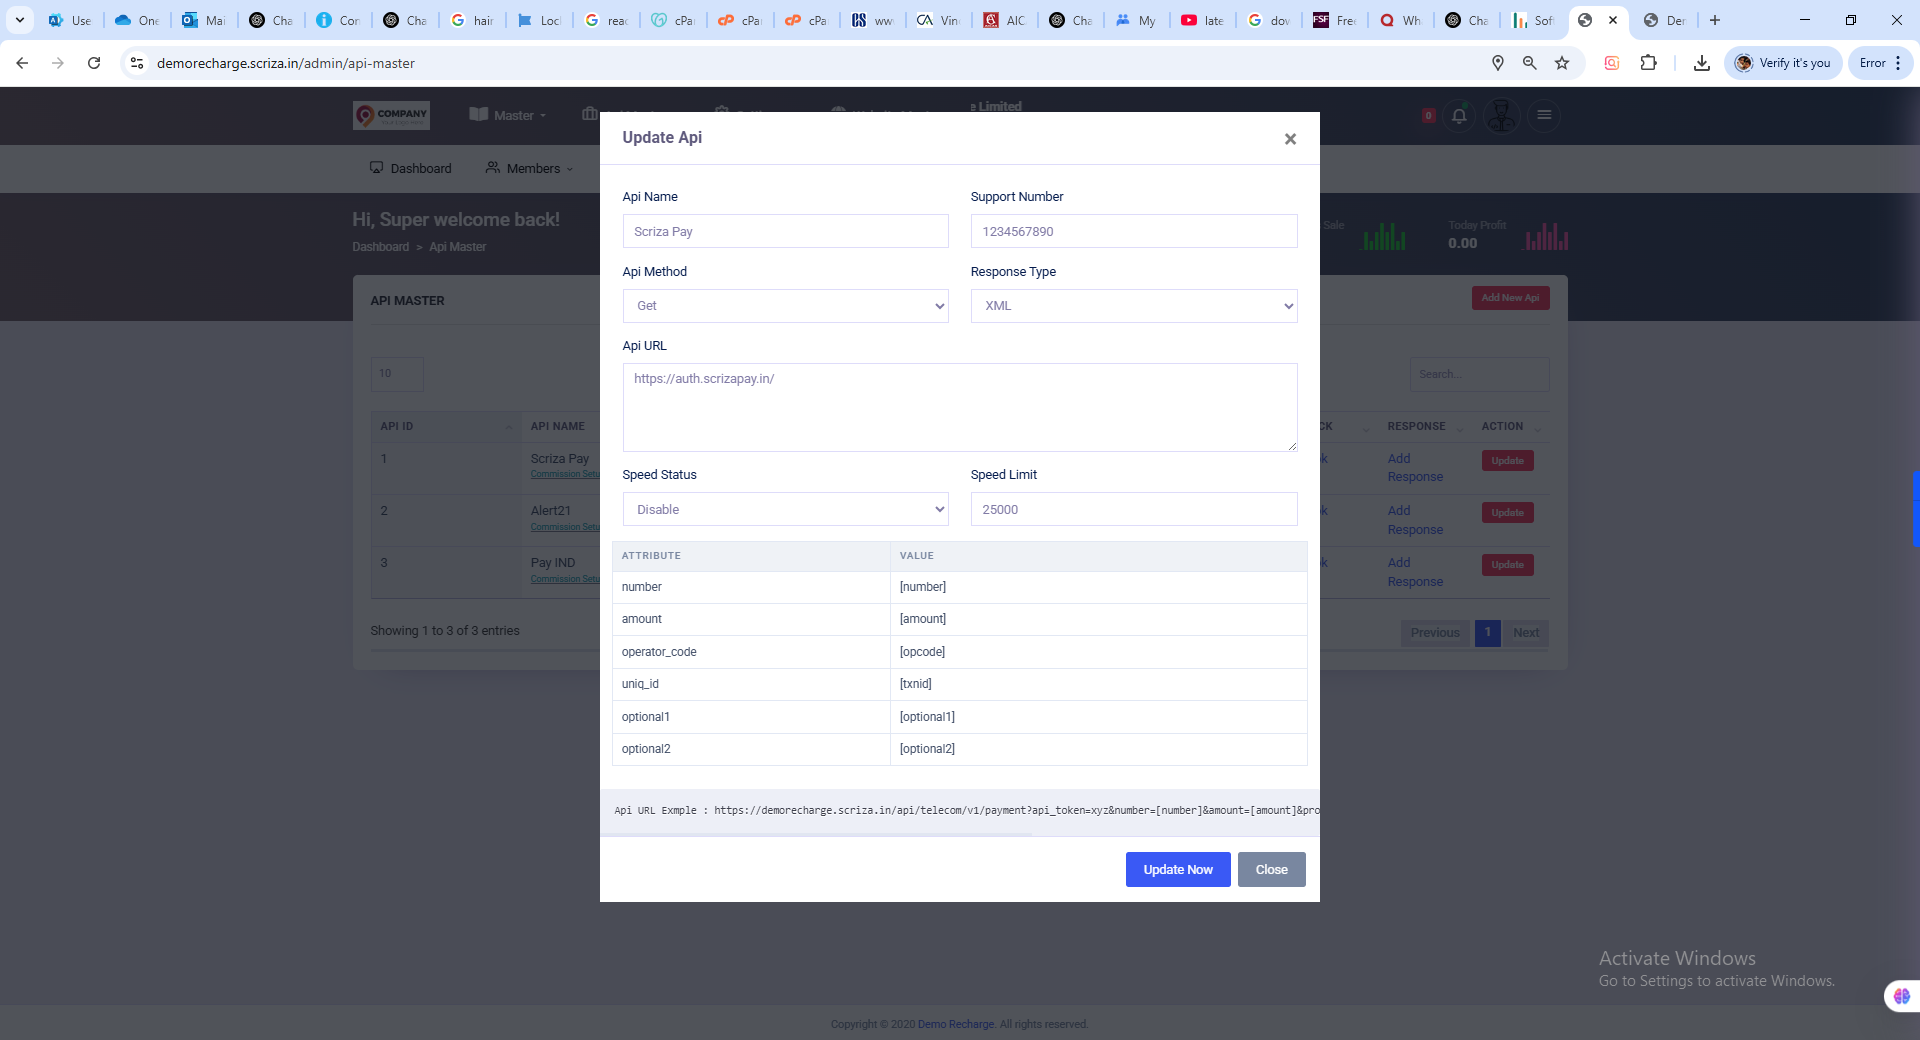 Use
One
Mai
Cha
Con
Cha
hair
Locl
read
cPa
cPa
cPa
www
Vin
AIC
Cha
My
late
dow
Free
Wh
Cha
Sof
Der
demorecharge.scriza.in/admin/api-master
Verify it's you
Error
COMPANY
Master
e Limited
0
Dashboard
Members
Hi, Super welcome back!
Dashboard > Api Master
Sale
Today Profit
0.00
API MASTER
Add New Api
10
Search...
API ID
API NAME
CK
RESPONSE
ACTION
1
Scriza Pay
Commission Setu
k
Add
Response
Update
2
Alert21
Commission Setu
k
Add
Response
Update
3
Pay IND
Commission Setu
k
Add
Response
Update
Showing 1 to 3 of 3 entries
Previous
1
Next
Update Api
×
Api Name
Support Number
Scriza Pay
1234567890
Api Method
Response Type
Get
XML
Api URL
https://auth.scrizapay.in/
Speed Status
Speed Limit
Disable
25000
ATTRIBUTE
VALUE
number
[number]
amount
[amount]
operator_code
[opcode]
uniq_id
[txnid]
optional1
[optional1]
optional2
[optional2]
Api URL Exmple : https://demorecharge.scriza.in/api/telecom/v1/payment?api_token=xyz&number=[number]&amount=[amount]&pro
Update Now
Close
Activate Windows
Go to Settings to activate Windows.
Copyright © 2020 Demo Recharge. All rights reserved.